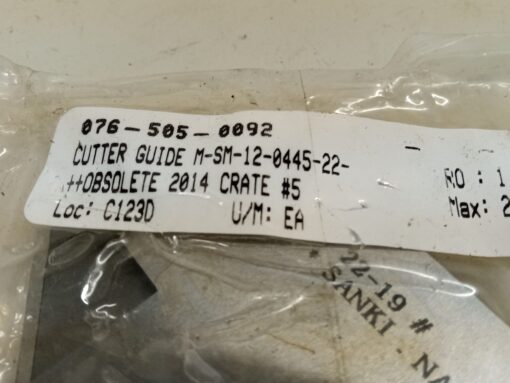 076-505-0092
CUTTER GUIDE M-SM-12-0445-22- -
++OBSOLETE 2014 CRATE #5 RO : 1
Loc: C123D U/M: EA Max: 2
22-19 #
SANKI - NA